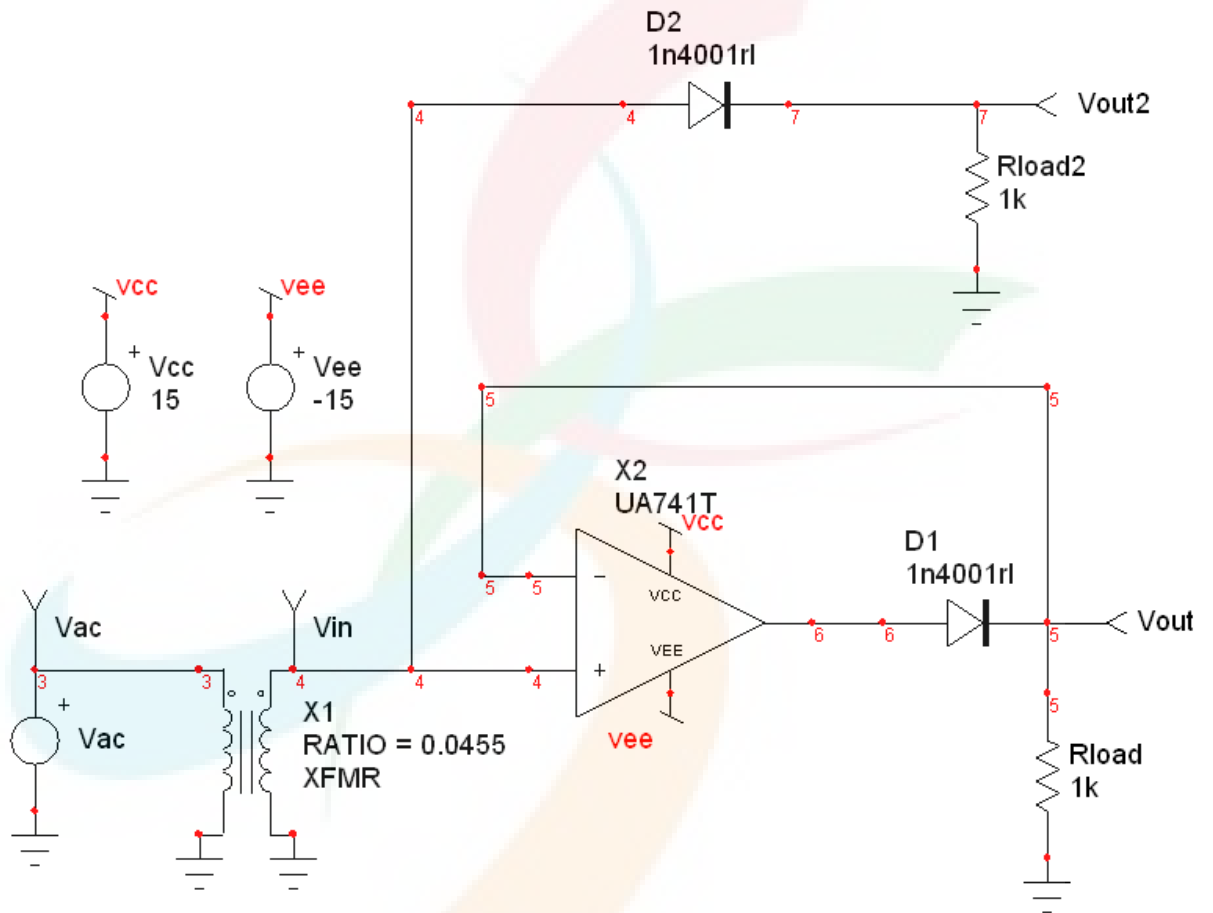 D2
1n4001rl
4
4
7
7
Vout2
Rload2
1k
vcc
vee
+
Vcc
15
+
Vee
-15
5
5
X2
UA741T
vcc
D1
1n4001rl
5
5
−
VCC
Vac
Vin
6
6
5
Vout
VEE
3
3
4
4
4
+
5
+
Vac
X1
RATIO = 0.0455
XFMR
vee
Rload
1k